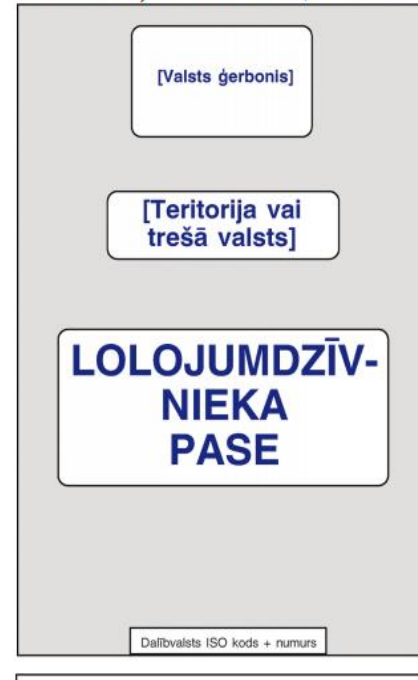 [Valsts ģerbonis]
[Teritorija vai
trešā valsts]
LOLOJUMDZĪV-
NIEKA
PASE
Dalībvalsts ISO kods + numurs